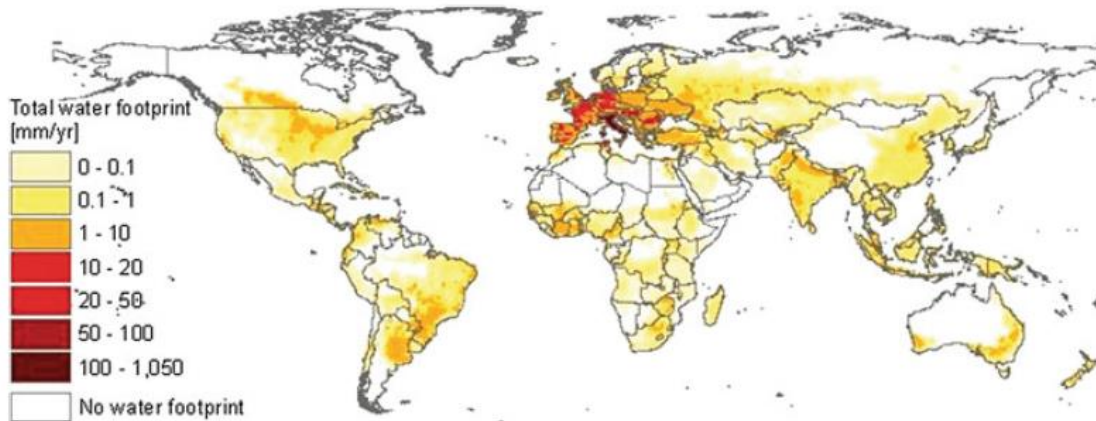 Total water footprint
[mm/yr]
0 - 0.1
0.1 - 1
1 - 10
10 - 20
20 - 50
50 - 100
100 - 1,050
No water footprint